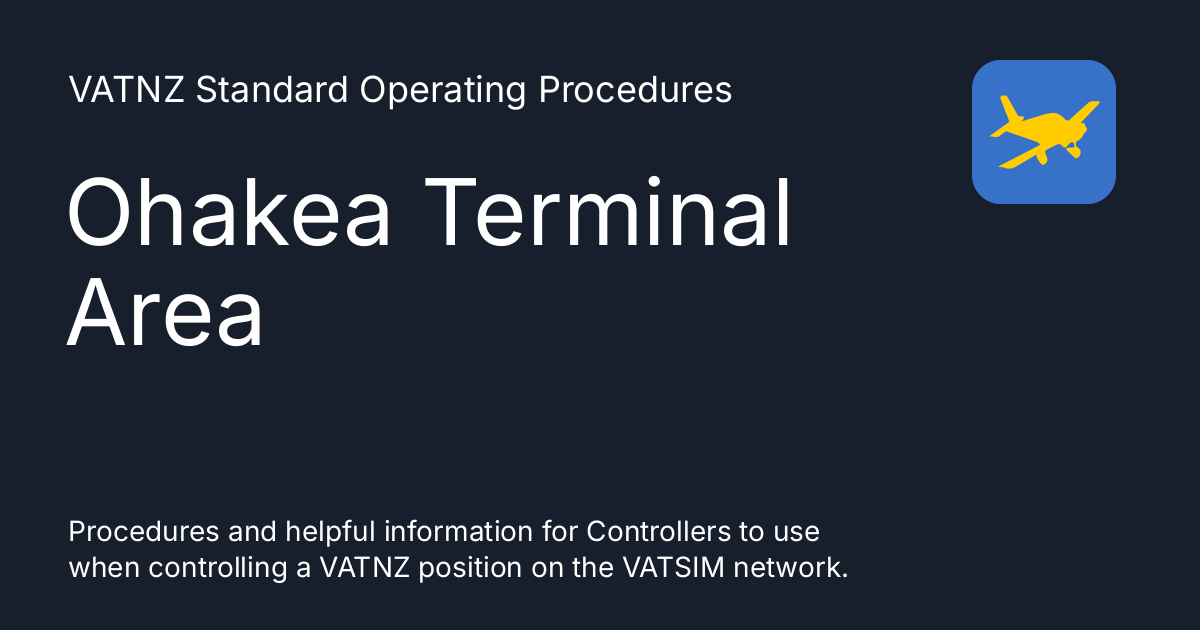 VATNZ Standard Operating Procedures
Ohakea Terminal
Area
Procedures and helpful information for Controllers to use
when controlling a VATNZ position on the VATSIM network.